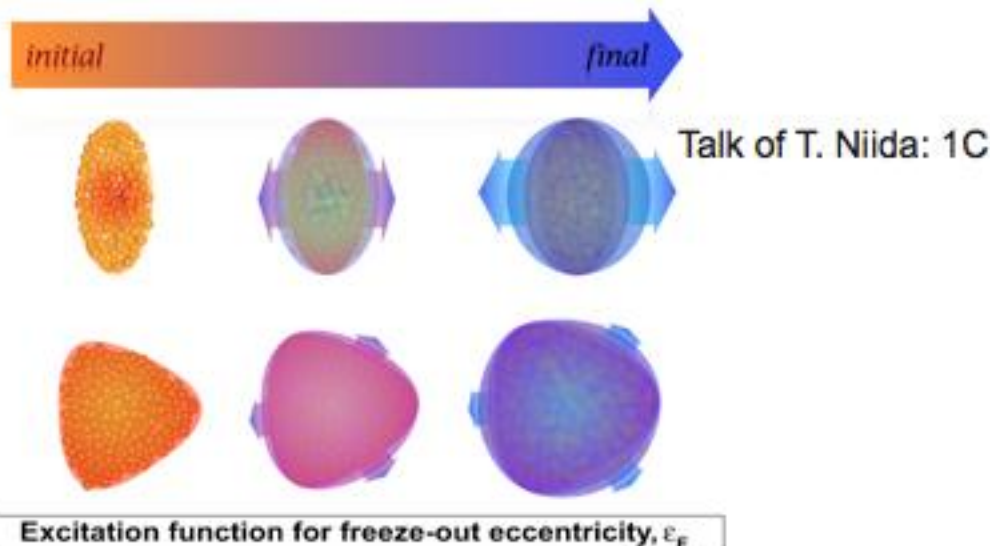 initial
final
Talk of T. Niida: 1C
Excitation function for freeze-out eccentricity, εF